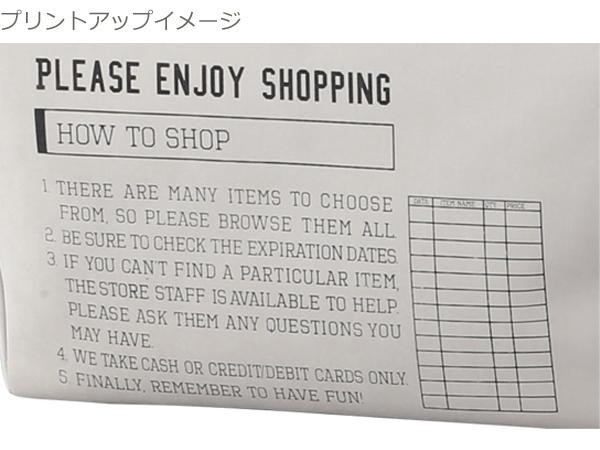 プリントアップイメージ
PLEASE ENJOY SHOPPING
HOW TO SHOP
1. THERE ARE MANY ITEMS TO CHOOSE
FROM, SO PLEASE BROWSE THEM ALL.
2. BE SURE TO CHECK THE EXPIRATION DATES.
3. IF YOU CAN'T FIND A PARTICULAR ITEM,
THE STORE STAFF IS AVAILABLE TO HELP.
PLEASE ASK THEM ANY QUESTIONS YOU
MAY HAVE.
4. WE TAKE CASH OR CREDIT/DEBIT CARDS ONLY.
5. FINALLY, REMEMBER TO HAVE FUN!
DATE ITEM NAME QTY. PRICE